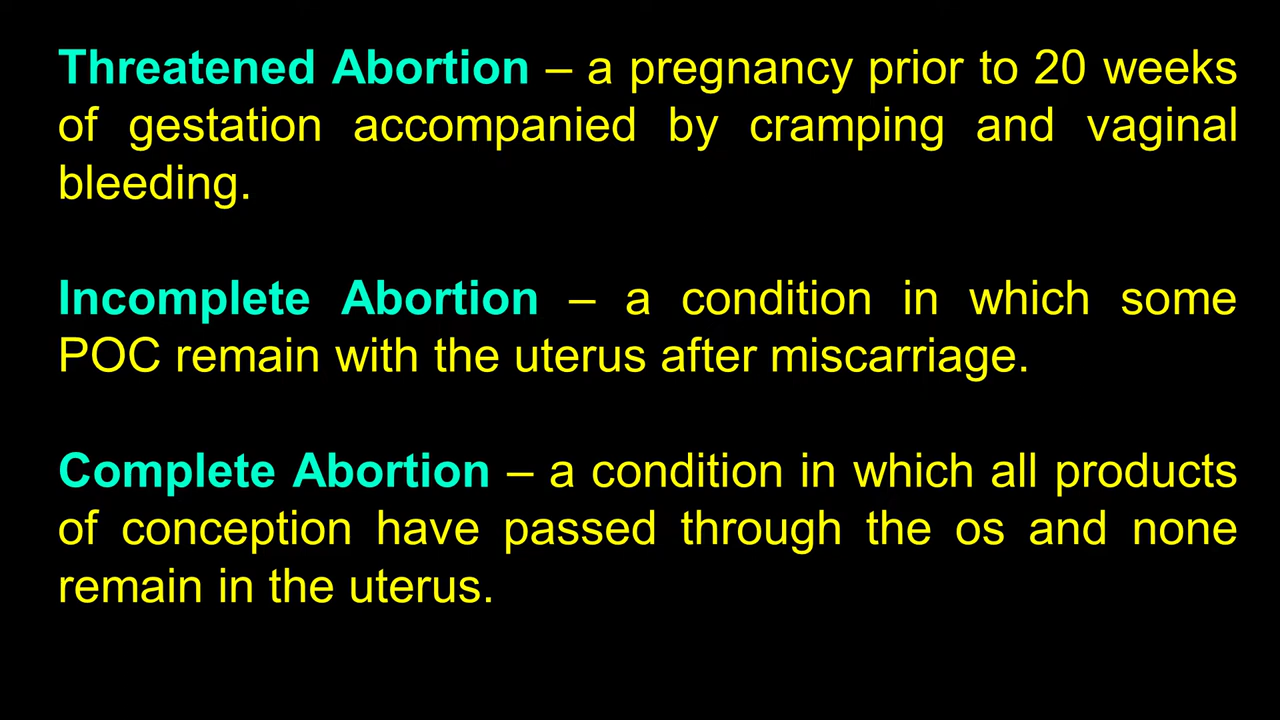 Threatened Abortion – a pregnancy prior to 20 weeks
of gestation accompanied by cramping and vaginal
bleeding.
Incomplete Abortion – a condition in which some
POC remain with the uterus after miscarriage.
Complete Abortion – a condition in which all products
of conception have passed through the os and none
remain in the uterus.